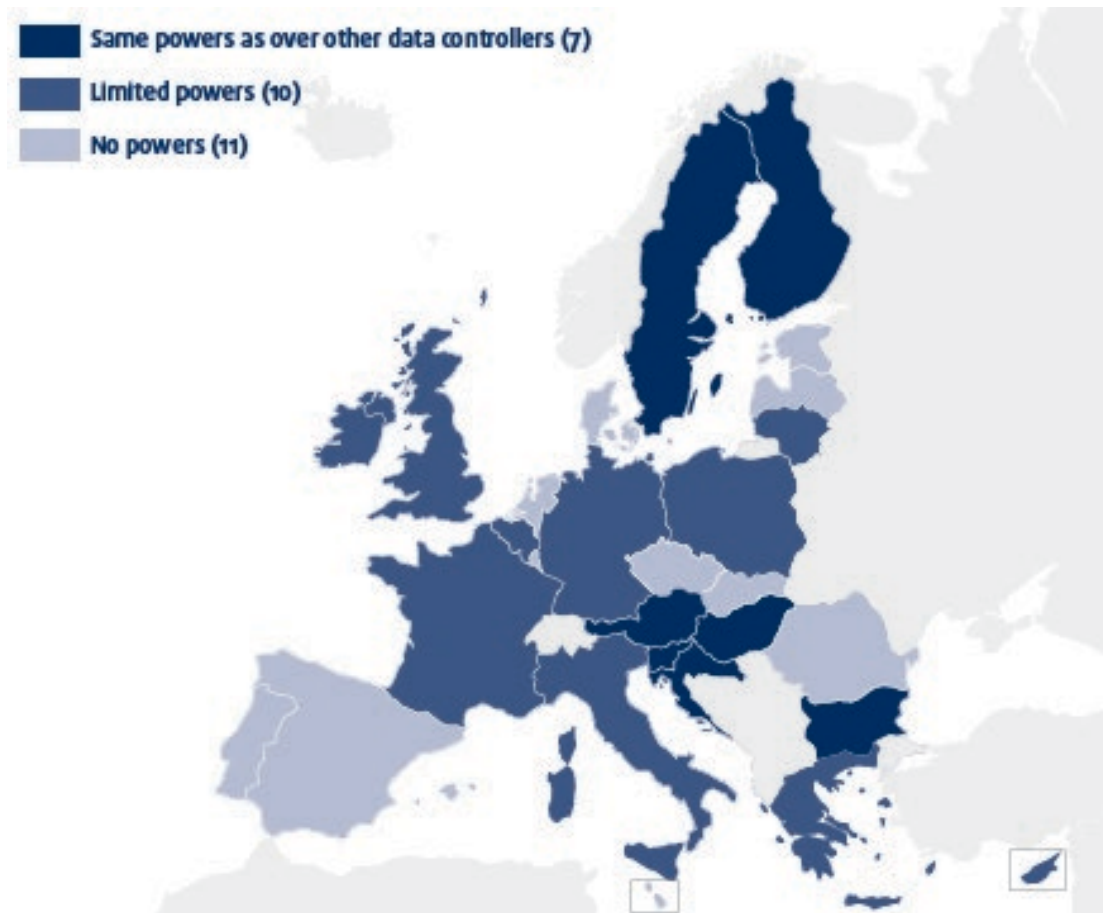 Same powers as over other data controllers (7)
Limited powers (10)
No powers (11)